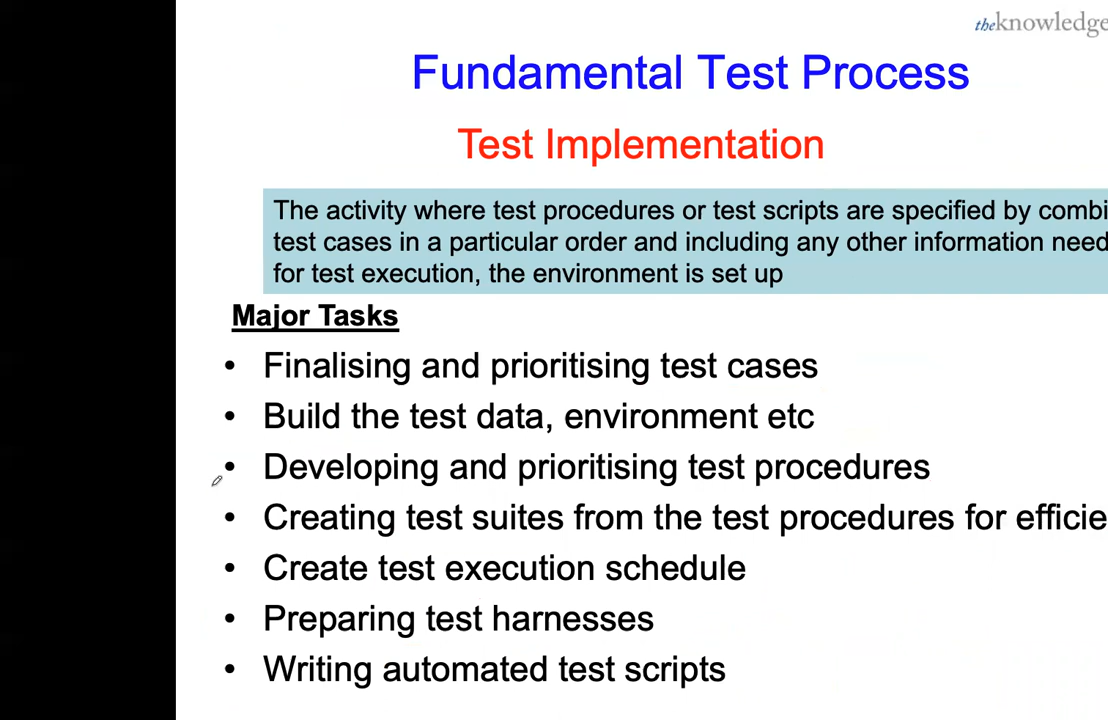 theknowledge
Fundamental Test Process
Test Implementation
The activity where test procedures or test scripts are specified by combi
test cases in a particular order and including any other information need
for test execution, the environment is set up
Major Tasks
• Finalising and prioritising test cases
• Build the test data, environment etc
• Developing and prioritising test procedures
• Creating test suites from the test procedures for efficie
• Create test execution schedule
• Preparing test harnesses
• Writing automated test scripts